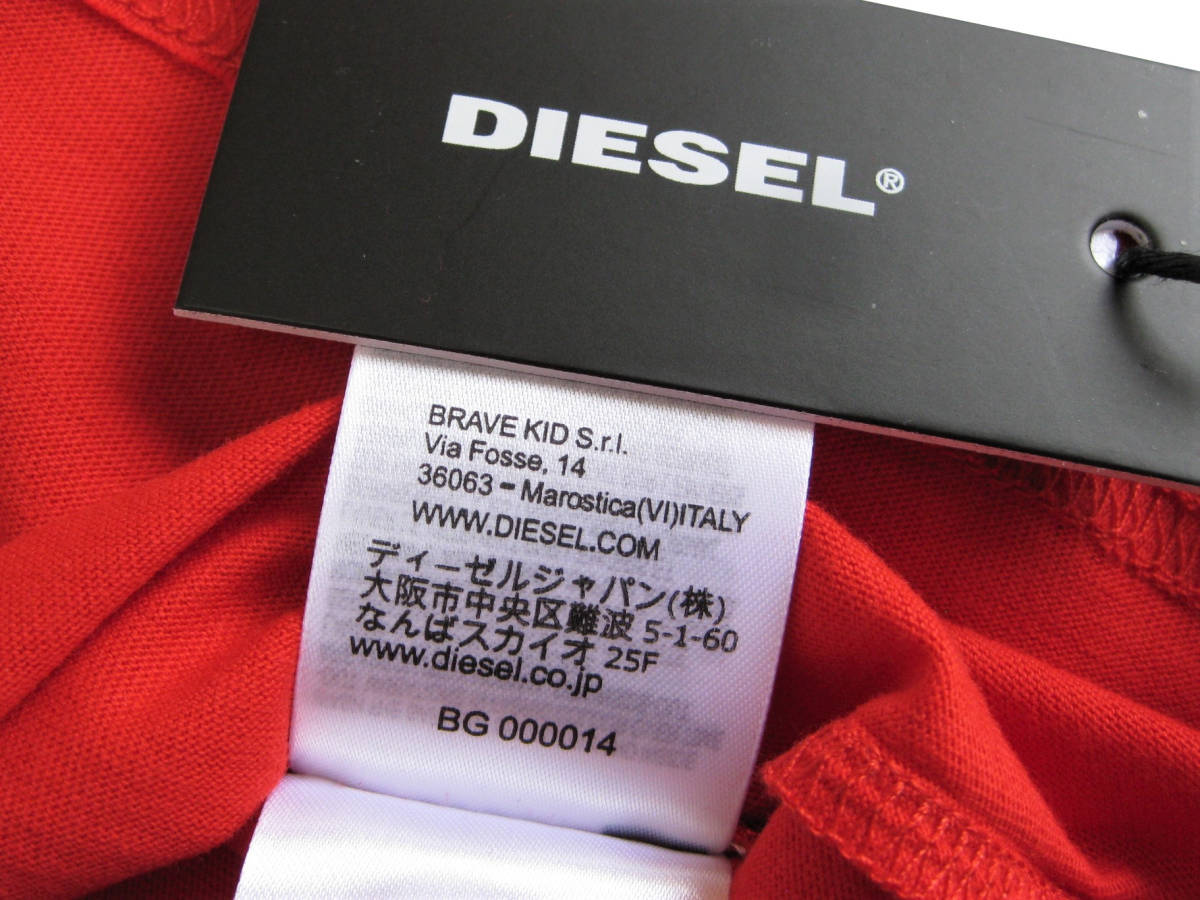 DIESEL®
BRAVE KID S.r.l.
Via Fosse, 14
36063 - Marostica(VI)ITALY
WWW.DIESEL.COM
ディーゼルジャパン(株)
大阪市中央区難波 5-1-60
なんばスカイオ 25F
www.diesel.co.jp
BG 000014